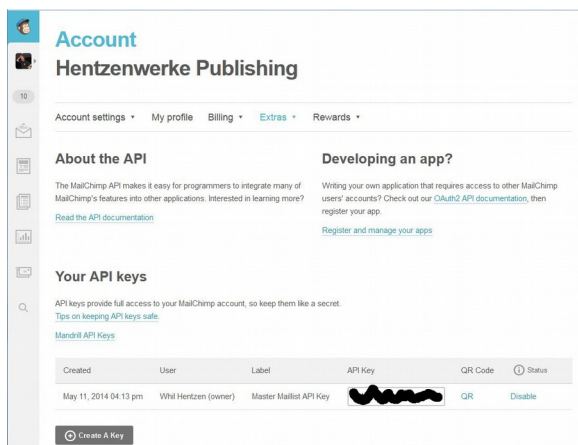 Account
Hentzenwerke Publishing
10
Account settings
My profile
Billing
Extras
Rewards
About the API
The MailChimp API makes it easy for programmers to integrate many of
MailChimp's features into other applications. Interested in learning more?
Read the API documentation
Developing an app?
Writing your own application that requires access to other MailChimp
users' accounts? Check out our OAuth2 API documentation, then
register your app.
Register and manage your apps
Your API keys
API keys provide full access to your MailChimp account, so keep them like a secret.
Tips on keeping API keys safe.
Mandrill API Keys
Created User Label API Key QR Code Status
May 11, 2014 04:13 pm Whil Hentzen (owner) Master Maillist API Key QR Disable
Create A Key